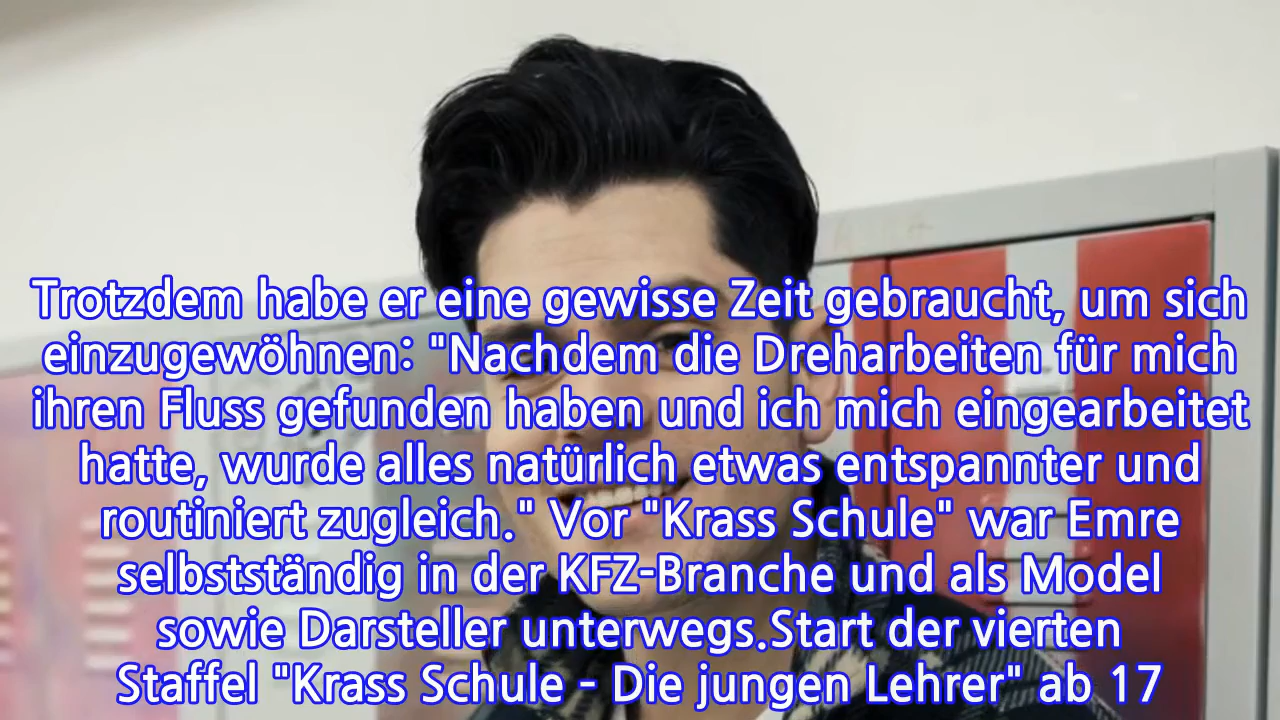 Trotzdem habe er eine gewisse Zeit gebraucht, um sich
einzugewöhnen: "Nachdem die Dreharbeiten für mich
ihren Fluss gefunden haben und ich mich eingearbeitet
hatte, wurde alles natürlich etwas entspannter und
routiniert zugleich." Vor "Krass Schule" war Emre
selbstständig in der KFZ-Branche und als Model
sowie Darsteller unterwegs.Start der vierten
Staffel "Krass Schule - Die jungen Lehrer" ab 17